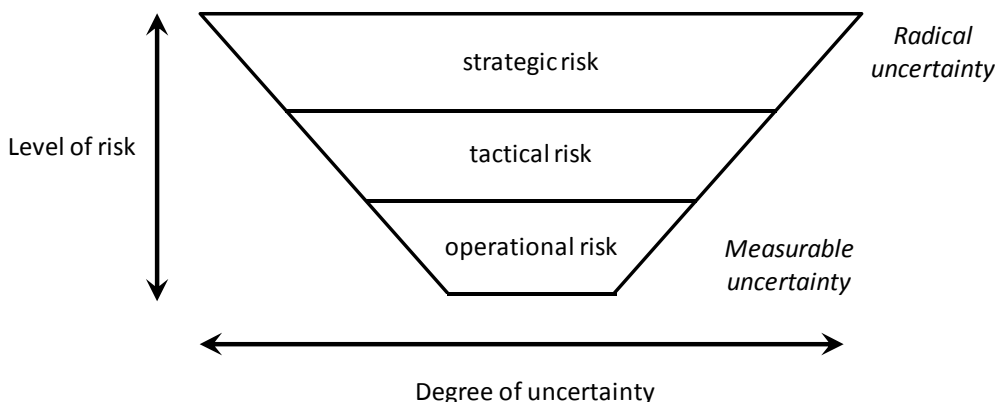 strategic risk
Radical
uncertainty
Level of risk
tactical risk
operational risk
Measurable
uncertainty
Degree of uncertainty